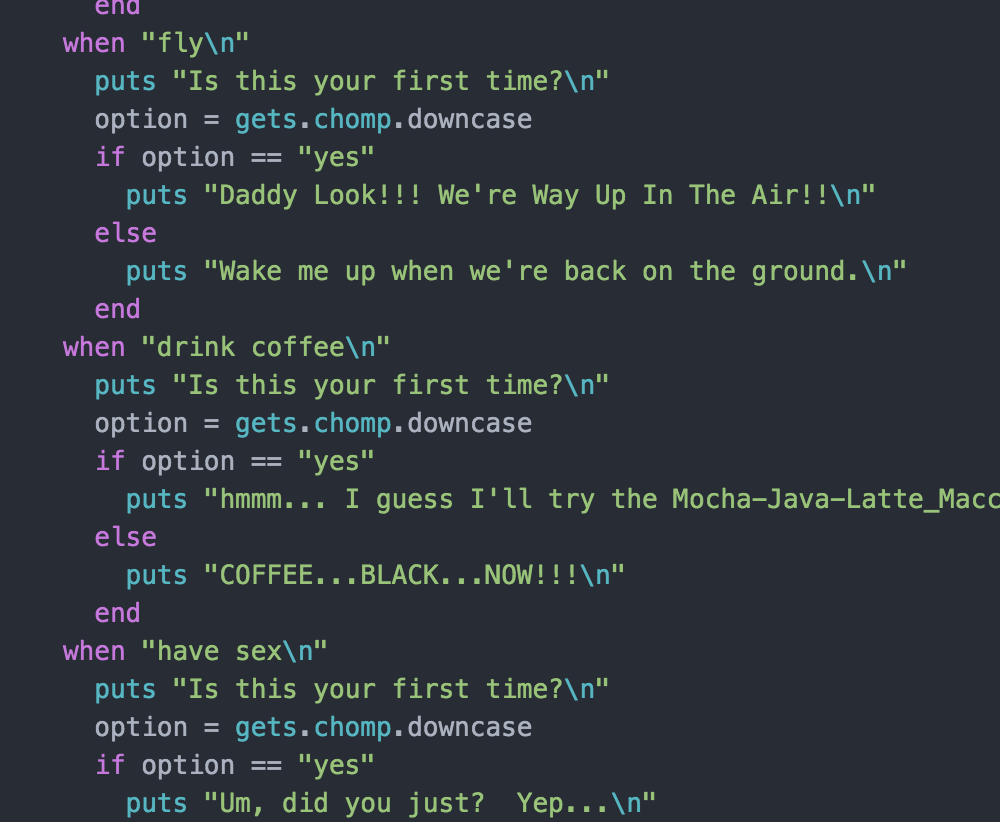 end
when "fly\n"
puts "Is this your first time?\n"
option = gets.chomp.downcase
if option == "yes"
puts "Daddy Look!!! We're Way Up In The Air!!\n"
else
puts "Wake me up when we're back on the ground.\n"
end
when "drink coffee\n"
puts "Is this your first time?\n"
option = gets.chomp.downcase
if option == "yes"
puts "hmmm... I guess I'll try the Mocha-Java-Latte_Macc
else
puts "COFFEE...BLACK...NOW!!!\n"
end
when "have sex\n"
puts "Is this your first time?\n"
option = gets.chomp.downcase
if option == "yes"
puts "Um, did you just?  Yep...\n"